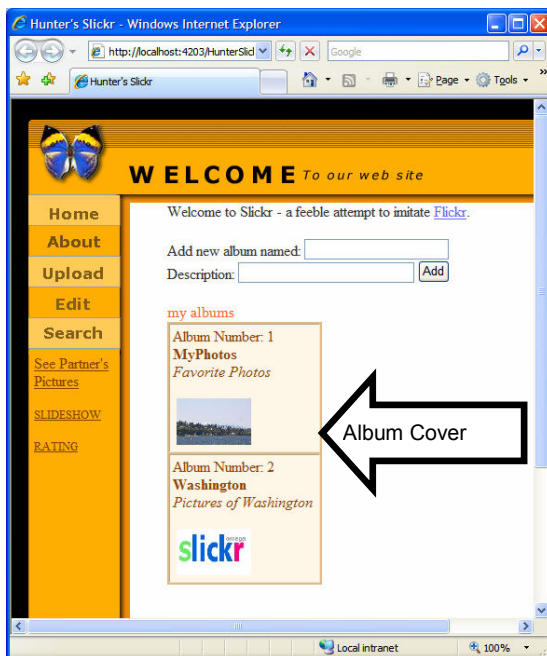 Hunter's Slickr - Windows Internet Explorer
http://localhost:4203/HunterSlicl
Google
Hunter's Slickr
Page
Tools
»
WELCOME To our web site
Home
About
Upload
Edit
Search
See Partner's
Pictures
SLIDESHOW
RATING
Welcome to Slickr - a feeble attempt to imitate Flickr.
Add new album named:
Description:
Add
my albums
Album Number: 1
MyPhotos
Favorite Photos
Album Cover
Album Number: 2
Washington
Pictures of Washington
omega
slickr
Local intranet
100%